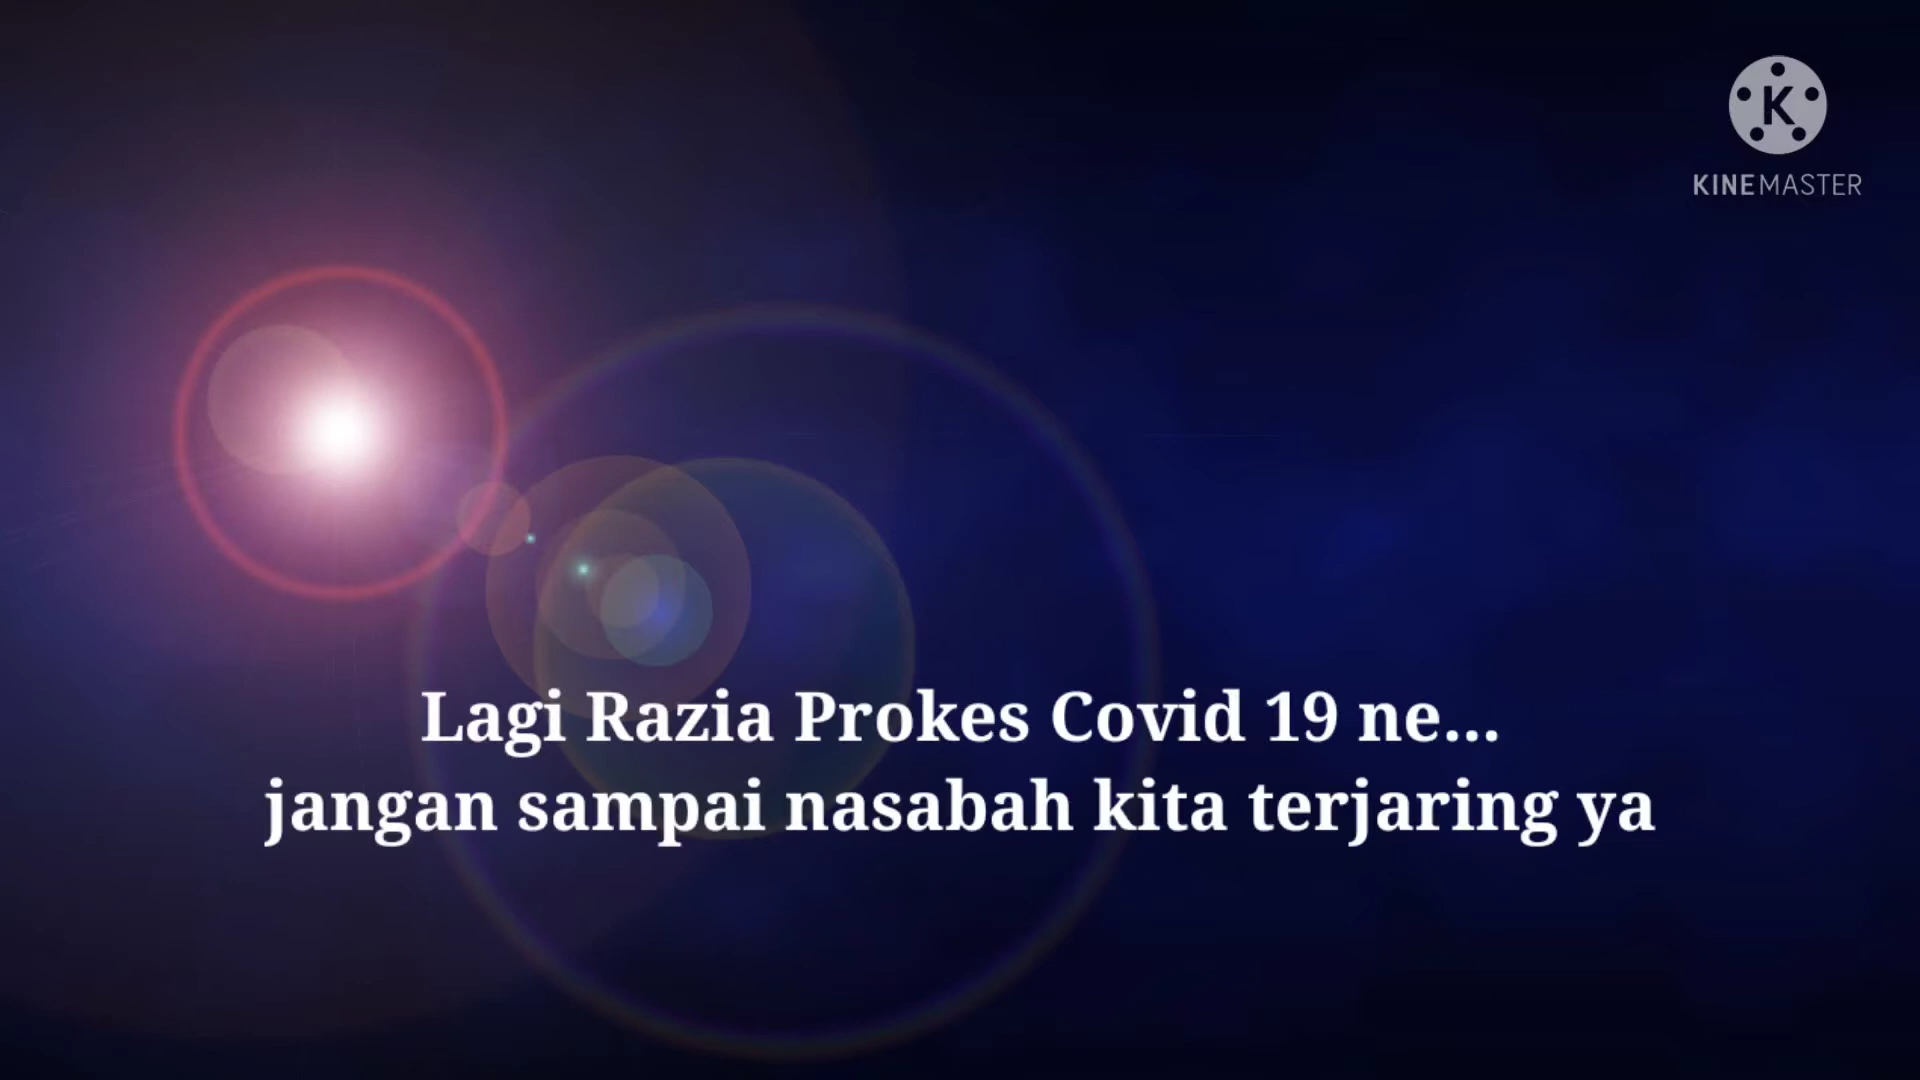 K
KINEMASTER
Lagi Razia Prokes Covid 19 ne...
jangan sampai nasabah kita terjaring ya